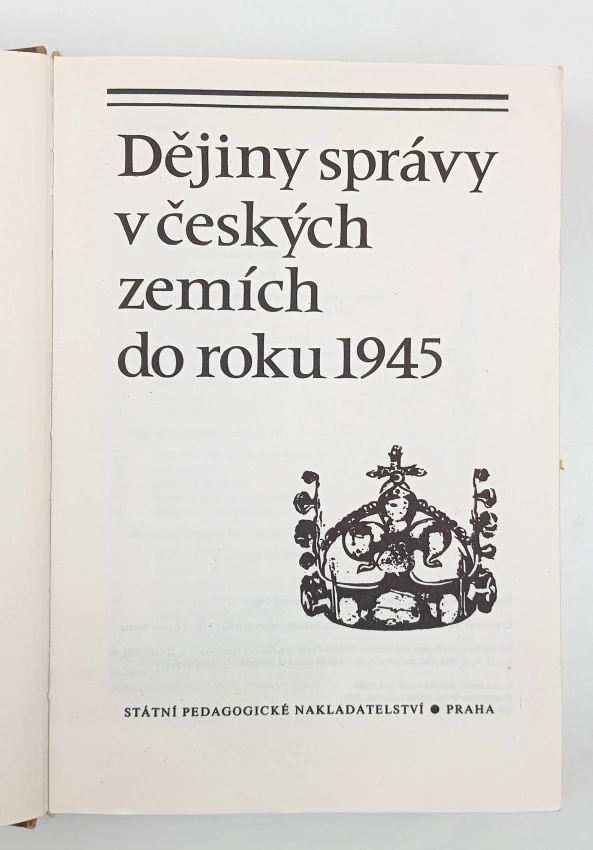 Dějiny správy
v českých
zemích
do roku 1945
STÁTNÍ PEDAGOGICKÉ NAKLADATELSTVÍ ● PRAHA